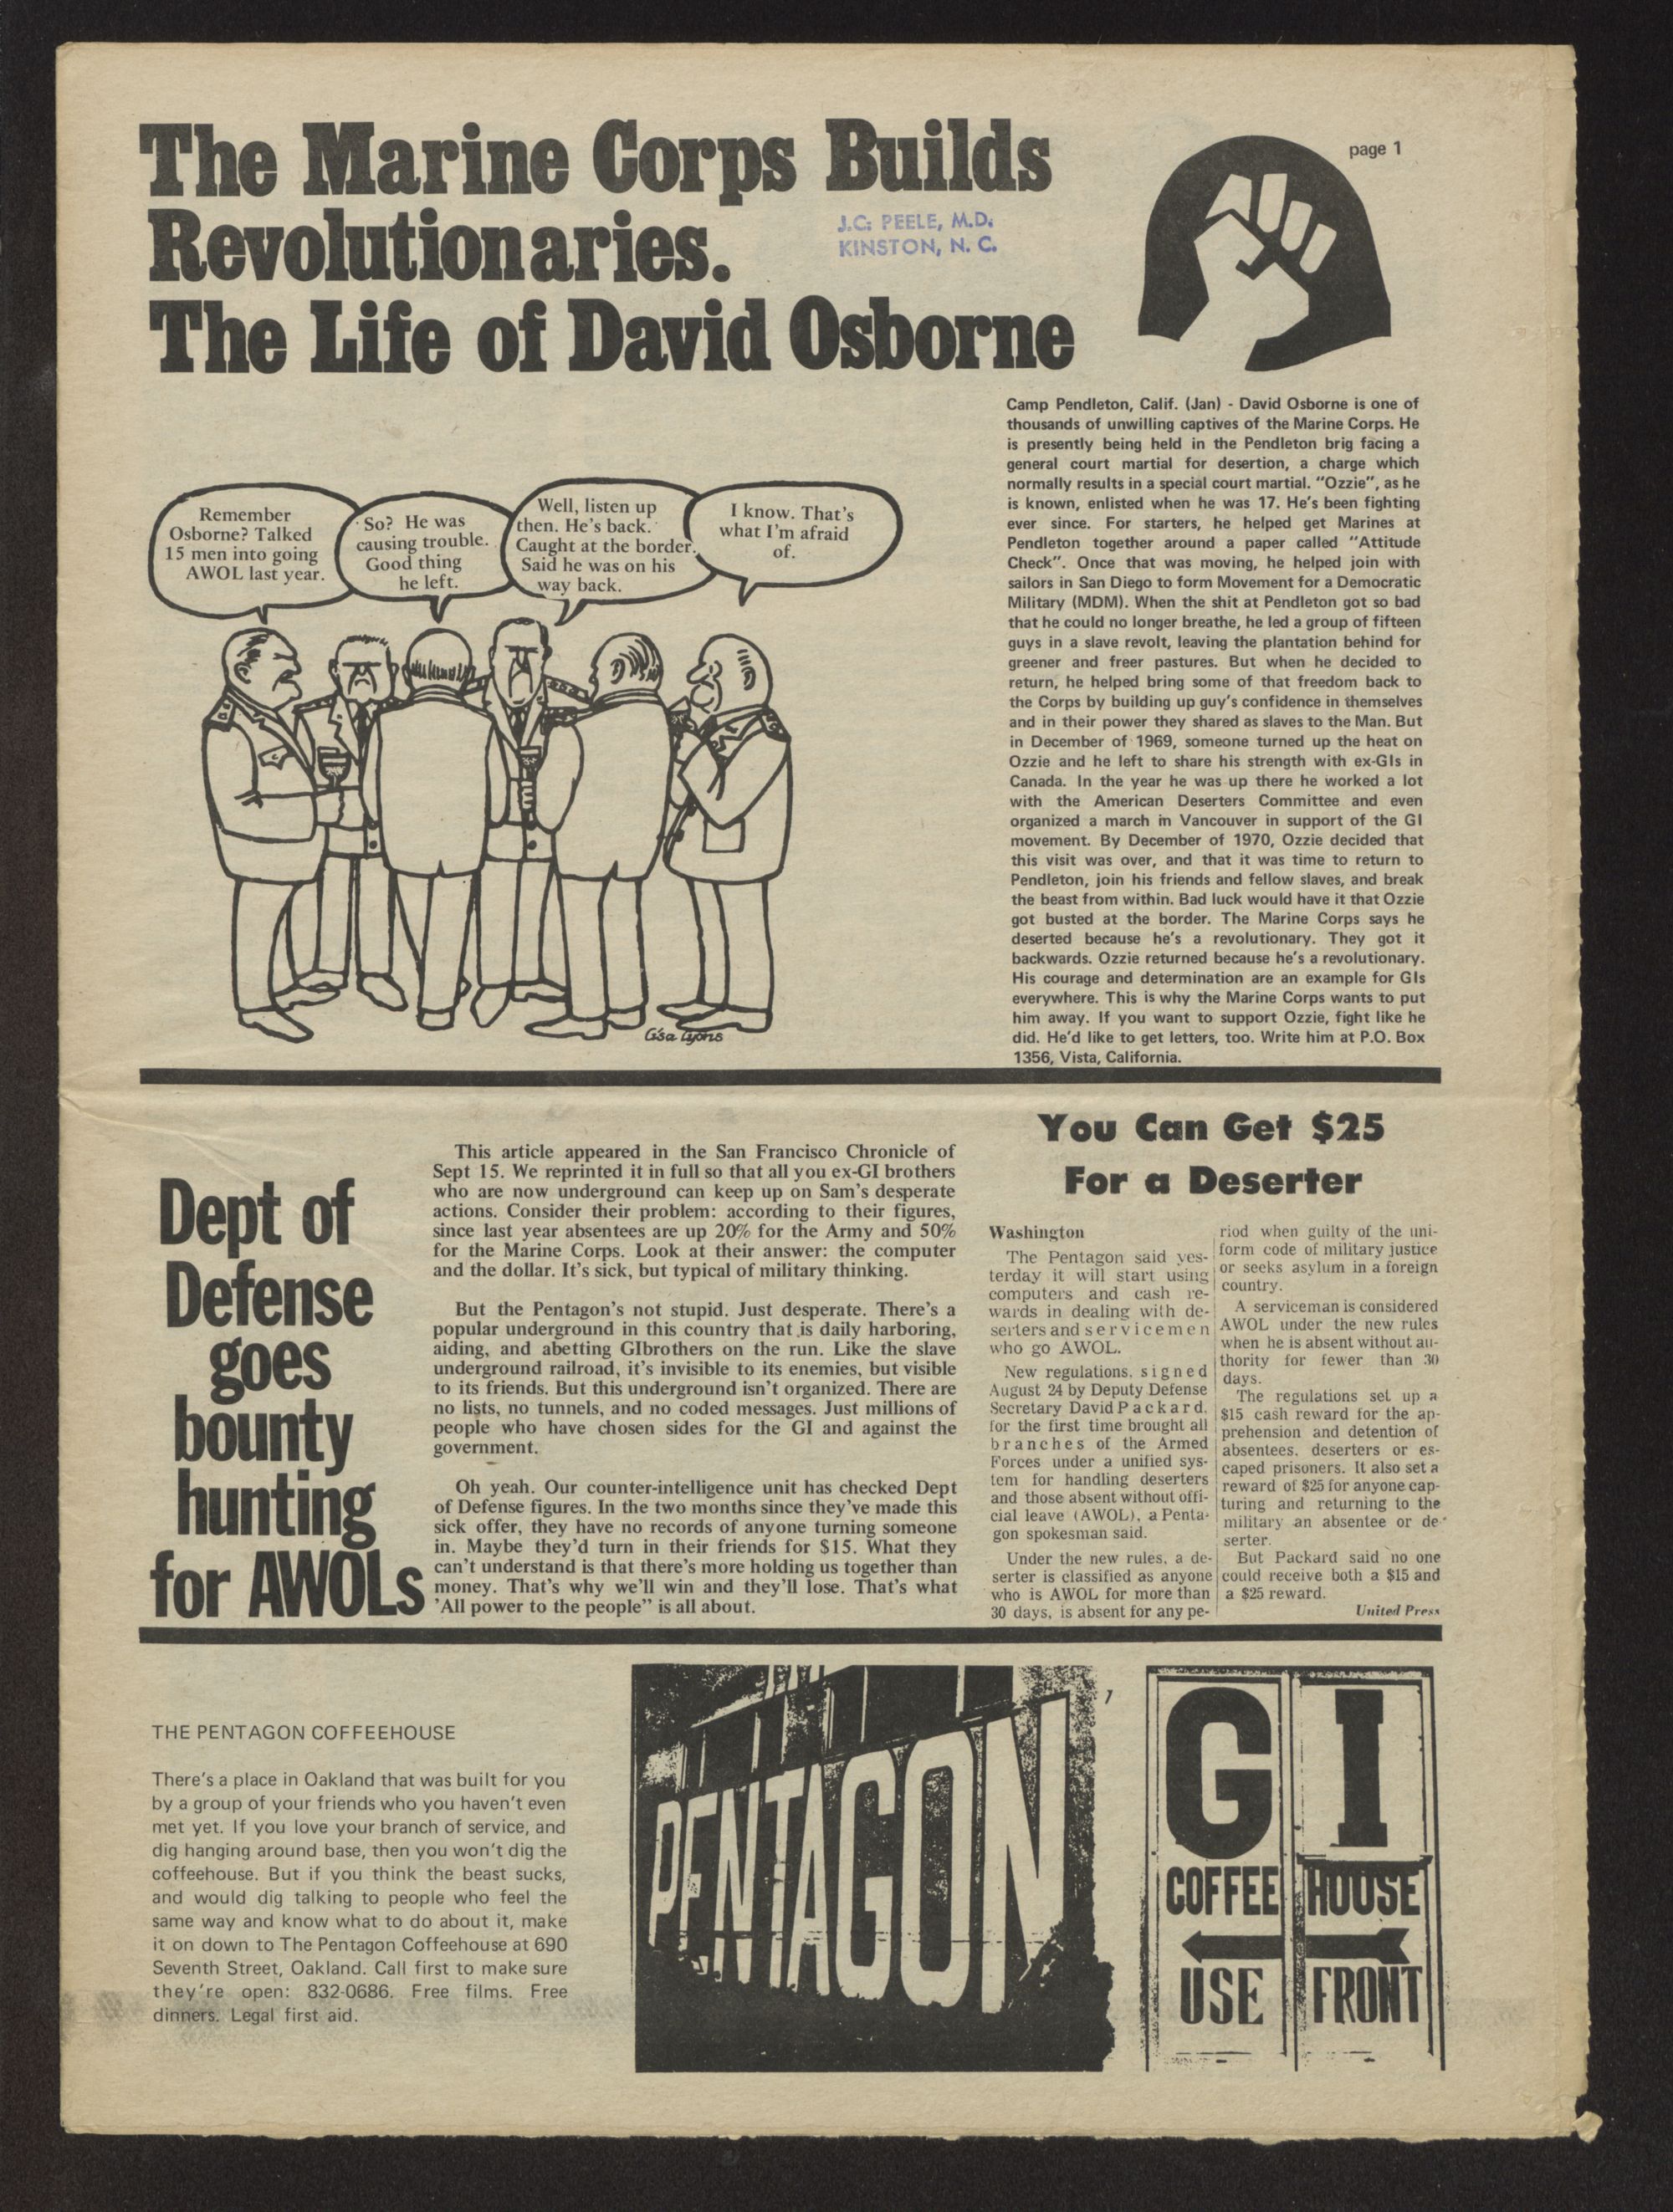 The Marine Corps Builds
Revolutionaries.
The Life of David Osborne
J.C. PEELE, M.D.
KINSTON, N. C.
page 1
Remember
Osborne? Talked
15 men into going
AWOL last year.
So? He was
causing trouble.
Good thing
he left.
Well, listen up
then. He's back.
Caught at the border.
Said he was on his
way back.
I know. That's
what I'm afraid
of.
Lisa Lyons
Camp Pendleton, Calif. (Jan) - David Osborne is one of
thousands of unwilling captives of the Marine Corps. He
is presently being held in the Pendleton brig facing a
general court martial for desertion, a charge which
normally results in a special court martial. "Ozzie", as he
is known, enlisted when he was 17. He's been fighting
ever since. For starters, he helped get Marines at
Pendleton together around a paper called "Attitude
Check". Once that was moving, he helped join with
sailors in San Diego to form Movement for a Democratic
Military (MDM). When the shit at Pendleton got so bad
that he could no longer breathe, he led a group of fifteen
guys in a slave revolt, leaving the plantation behind for
greener and freer pastures. But when he decided to
return, he helped bring some of that freedom back to
the Corps by building up guy's confidence in themselves
and in their power they shared as slaves to the Man. But
in December of 1969, someone turned up the heat on
Ozzie and he left to share his strength with ex-GIs in
Canada. In the year he was up there he worked a lot
with the American Deserters Committee and even
organized a march in Vancouver in support of the GI
movement. By December of 1970, Ozzie decided that
this visit was over, and that it was time to return to
Pendleton, join his friends and fellow slaves, and break
the beast from within. Bad luck would have it that Ozzie
got busted at the border. The Marine Corps says he
deserted because he's a revolutionary. They got it
backwards. Ozzie returned because he's a revolutionary.
His courage and determination are an example for GIs
everywhere. This is why the Marine Corps wants to put
him away. If you want to support Ozzie, fight like he
did. He'd like to get letters, too. Write him at P.O. Box
1356, Vista, California.
Dept of
Defense
goes
bounty
hunting
for AWOLs
This article appeared in the San Francisco Chronicle of
Sept 15. We reprinted it in full so that all you ex-GI brothers
who are now underground can keep up on Sam's desperate
actions. Consider their problem: according to their figures,
since last year absentees are up 20% for the Army and 50%
for the Marine Corps. Look at their answer: the computer
and the dollar. It's sick, but typical of military thinking.
But the Pentagon's not stupid. Just desperate. There's a
popular underground in this country that is daily harboring,
aiding, and abetting GIbrothers on the run. Like the slave
underground railroad, it's invisible to its enemies, but visible
to its friends. But this underground isn't organized. There are
no lists, no tunnels, and no coded messages. Just millions of
people who have chosen sides for the GI and against the
government.
Oh yeah. Our counter-intelligence unit has checked Dept
of Defense figures. In the two months since they've made this
sick offer, they have no records of anyone turning someone
in. Maybe they'd turn in their friends for $15. What they
can't understand is that there's more holding us together than
money. That's why we'll win and they'll lose. That's what
'All power to the people" is all about.
You Can Get $25
For a Deserter
Washington
The Pentagon said yes-
terday it will start using
computers and cash re-
wards in dealing with de-
serters and servicemen
who go AWOL.
New regulations, signed
August 24 by Deputy Defense
Secretary David Packard,
for the first time brought all
branches of the Armed
Forces under a unified sys-
tem for handling deserters
and those absent without offi-
cial leave (AWOL), a Penta-
gon spokesman said.
Under the new rules, a de-
serter is classified as anyone
who is AWOL for more than
30 days, is absent for any pe-
riod when guilty of the uni-
form code of military justice
or seeks asylum in a foreign
country.
A serviceman is considered
AWOL under the new rules
when he is absent without au-
thority for fewer than 30
days.
The regulations set up a
$15 cash reward for the ap-
prehension and detention of
absentees, deserters or es-
caped prisoners. It also set a
reward of $25 for anyone cap-
turing and returning to the
military an absentee or de-
serter.
But Packard said no one
could receive both a $15 and
a $25 reward.
United Press
THE PENTAGON COFFEEHOUSE
There's a place in Oakland that was built for you
by a group of your friends who you haven't even
met yet. If you love your branch of service, and
dig hanging around base, then you won't dig the
coffeehouse. But if you think the beast sucks,
and would dig talking to people who feel the
same way and know what to do about it, make
it on down to The Pentagon Coffeehouse at 690
Seventh Street, Oakland. Call first to make sure
they're open: 832-0686. Free films. Free
dinners. Legal first aid.
PENTAGON
GI
COFFEE HOUSE
USE FRONT